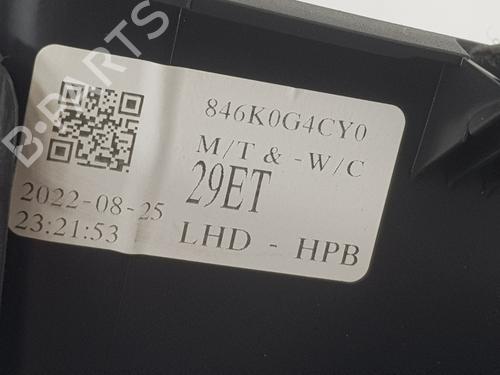 B-PARTS
846K0G4CY0
M/T & -W/C
29ET
2022-08-25
23:21:53
LHD - HPB